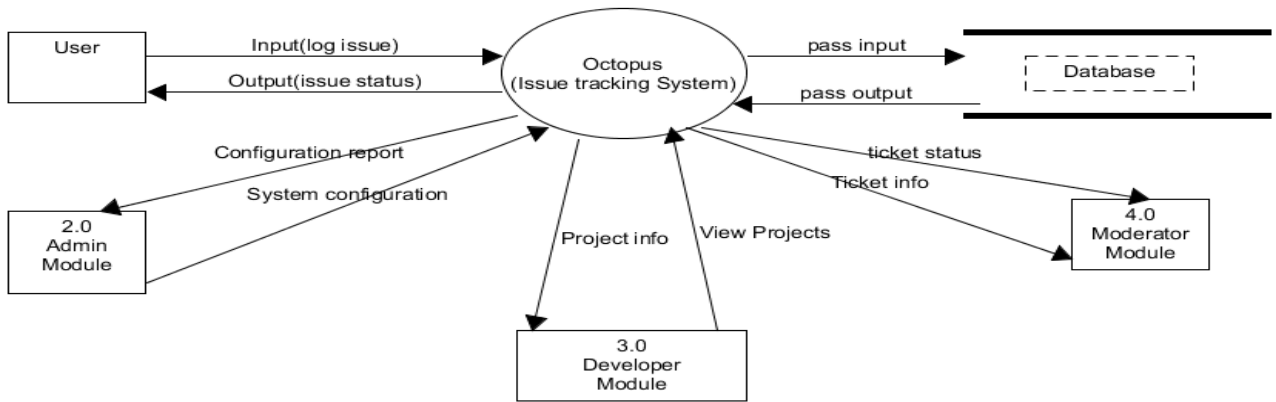 User
Input(log issue)
Output(issue status)
Octopus
(Issue tracking System)
pass input
pass output
Database
Configuration report
System configuration
Project info
View Projects
ticket status
Ticket info
2.0
Admin
Module
3.0
Developer
Module
4.0
Moderator
Module